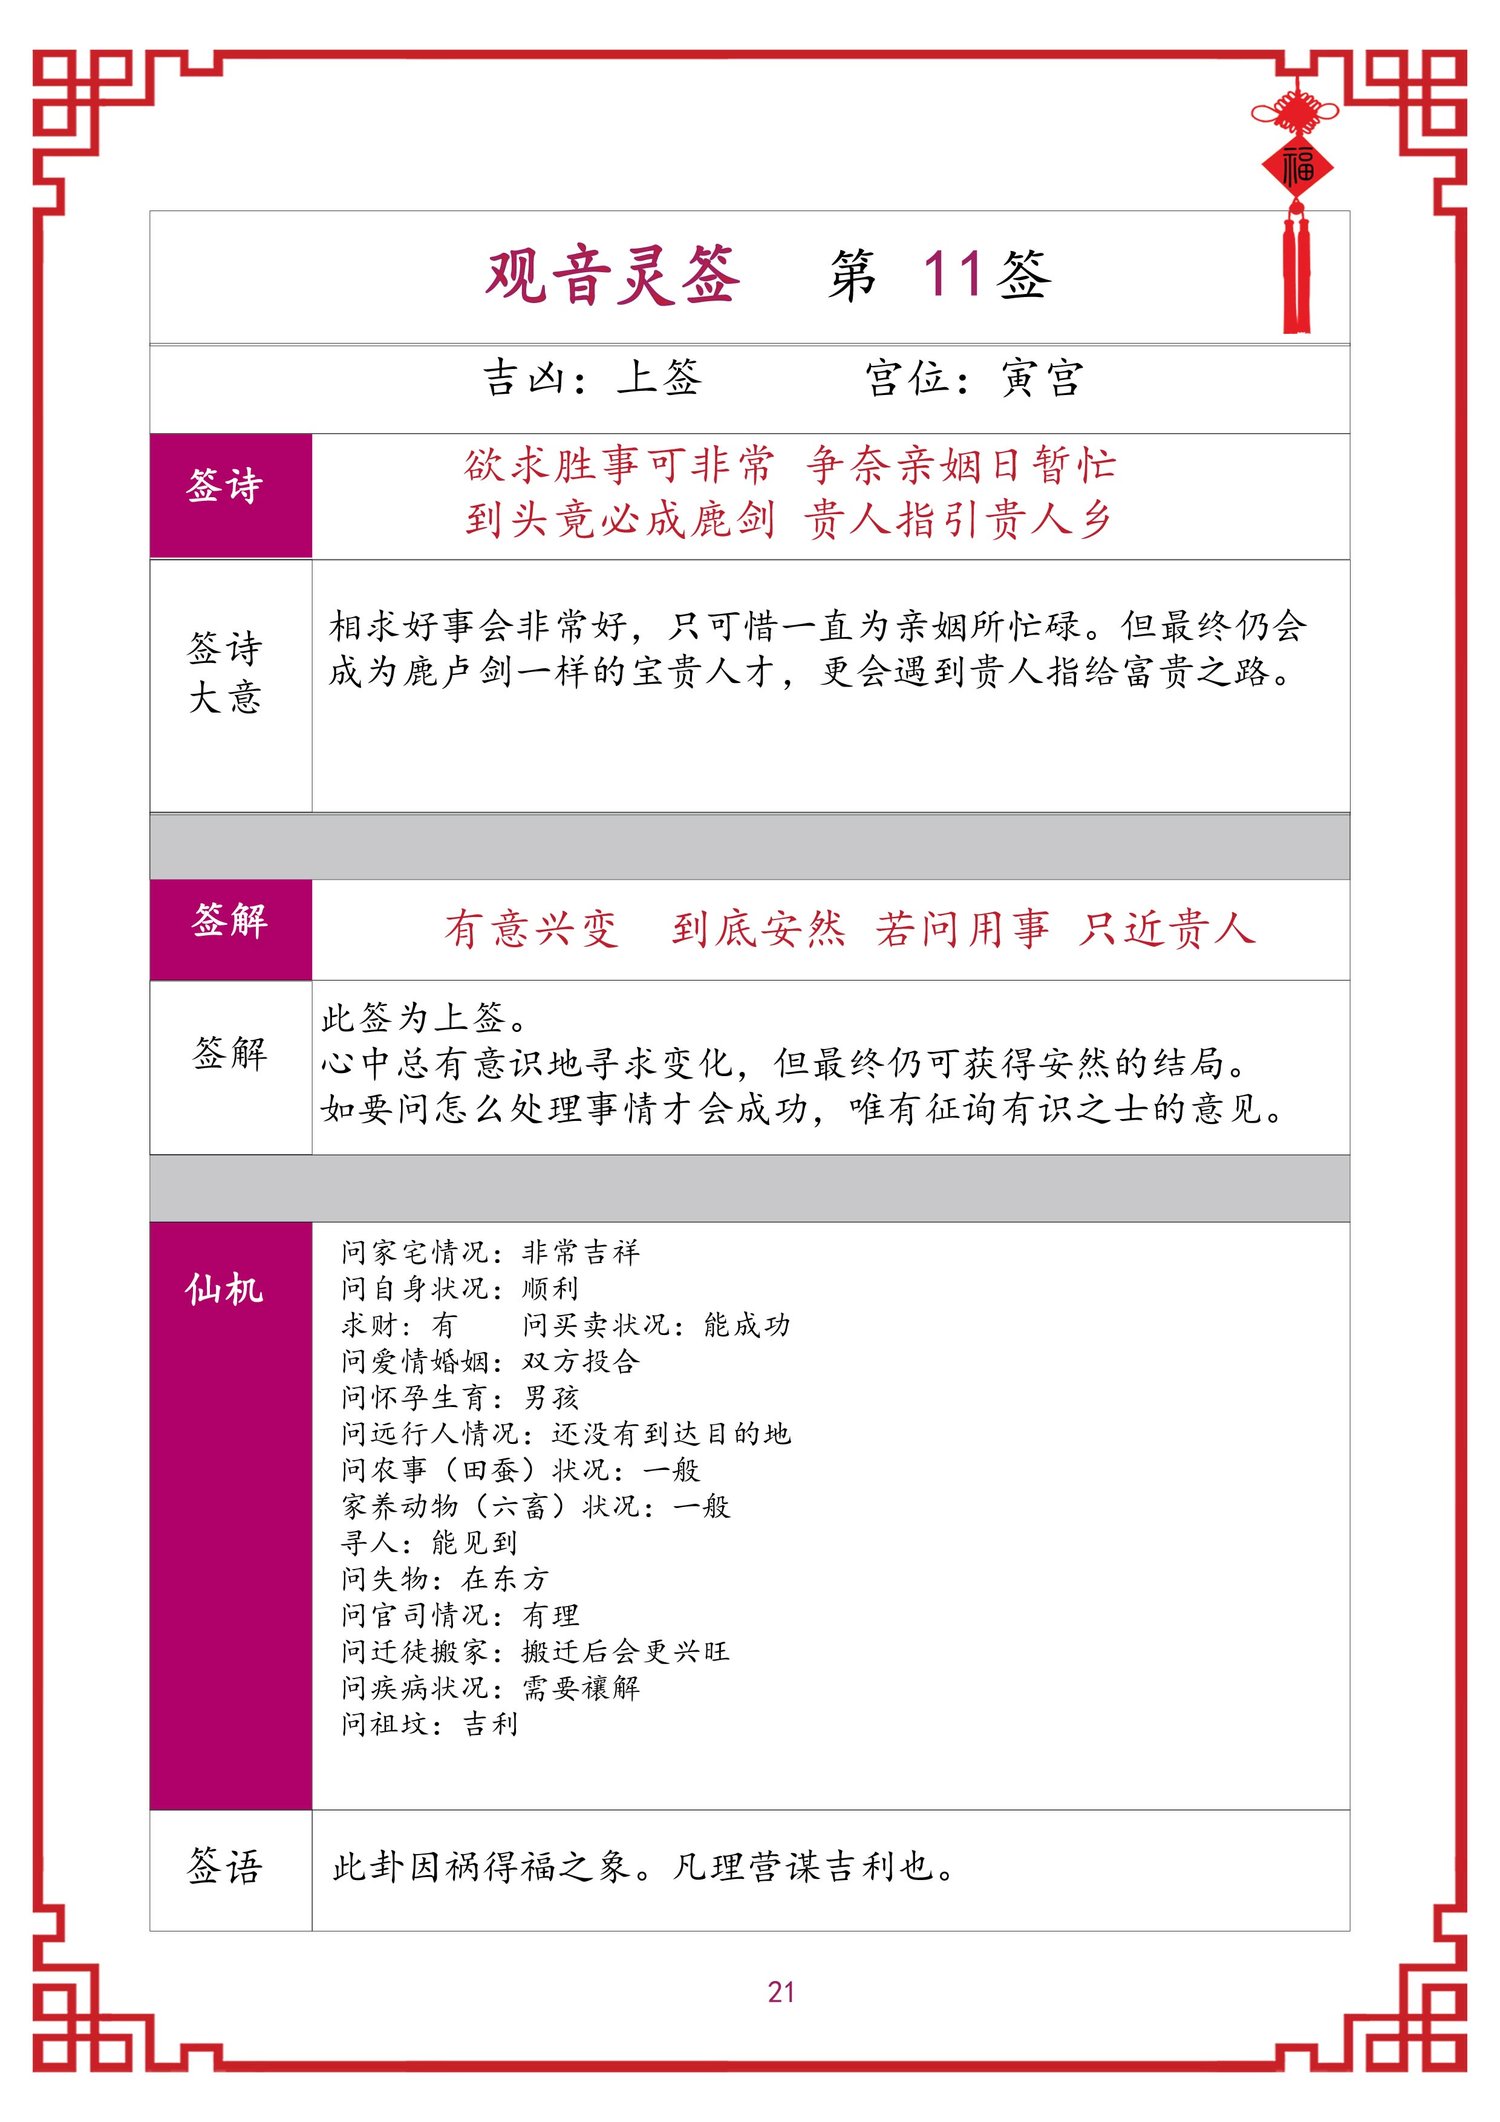 福
观音灵签 第 11签
吉凶：上签 宫位：寅宫
签诗
欲求胜事可非常 争奈亲姻日暂忙
到头竟必成鹿剑 贵人指引贵人乡
签诗
大意
相求好事会非常好，只可惜一直为亲姻所忙碌。但最终仍会
成为鹿卢剑一样的宝贵人才，更会遇到贵人指给富贵之路。
签解
有意兴变 到底安然 若问用事 只近贵人
签解
此签为上签。
心中总有意识地寻求变化，但最终仍可获得安然的结局。
如要问怎么处理事情才会成功，唯有征询有识之士的意见。
仙机
问家宅情况：非常吉祥
问自身状况：顺利
求财：有 问买卖状况：能成功
问爱情婚姻：双方投合
问怀孕生育：男孩
问远行人情况：还没有到达目的地
问农事（田蚕）状况：一般
家养动物（六畜）状况：一般
寻人：能见到
问失物：在东方
问官司情况：有理
问迁徒搬家：搬迁后会更兴旺
问疾病状况：需要禳解
问祖坟：吉利
签语
此卦因祸得福之象。凡理营谋吉利也。
21